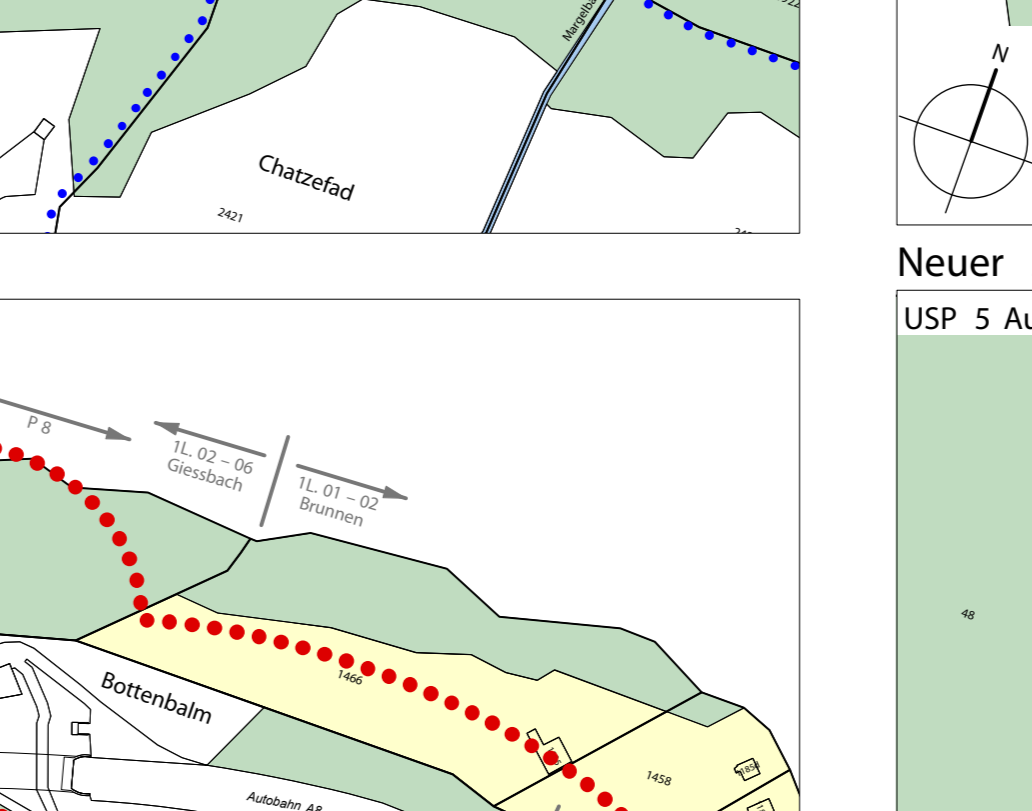 Chatzefad
2421
N
Neuer
USP 5
48
P 8
1L. 02 – 06
Giessbach
1L. 01 – 02
Brunnen
1466
Bottenbalm
1458
Autobahn A8